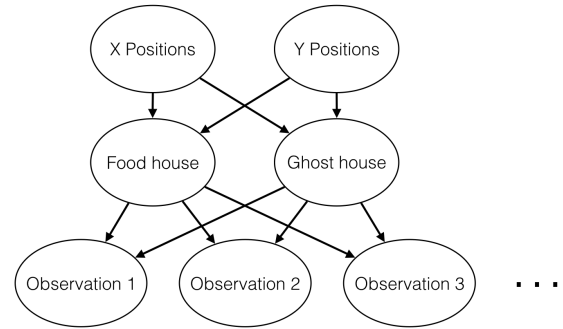 X Positions
Y Positions
Food house
Ghost house
Observation 1
Observation 2
Observation 3
. . .